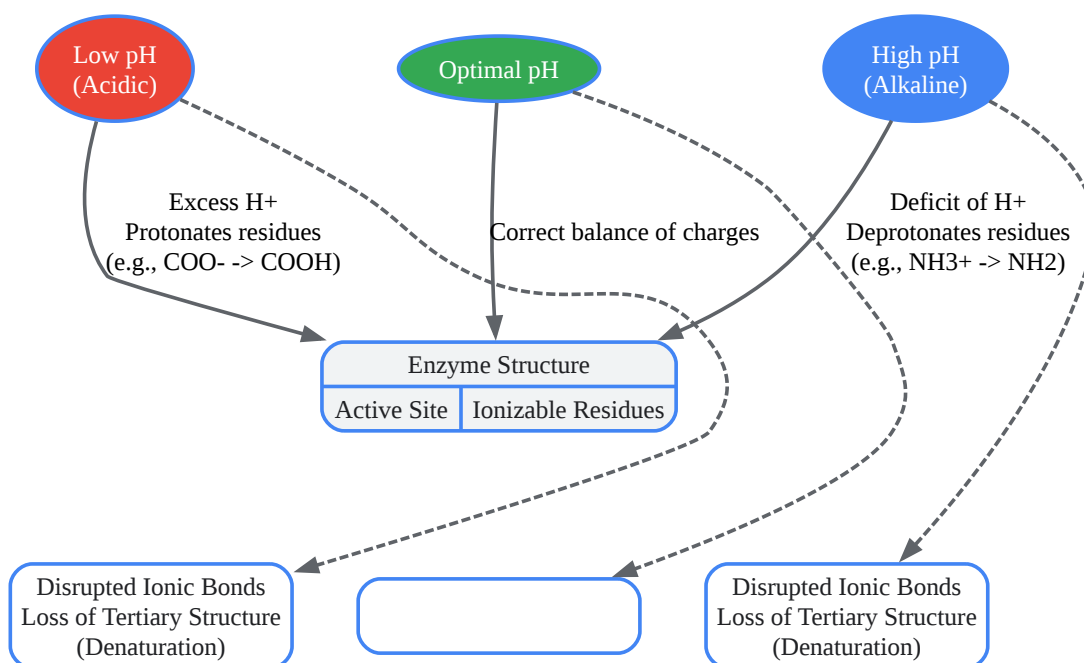 Low pH
(Acidic)
Optimal pH
High pH
(Alkaline)
Excess H+
Protonates residues
(e.g., COO- -> COOH)
Correct balance of charges
Deficit of H+
Deprotonates residues
(e.g., NH3+ -> NH2)
Enzyme Structure
Active Site
Ionizable Residues
Disrupted Ionic Bonds
Loss of Tertiary Structure
(Denaturation)
Disrupted Ionic Bonds
Loss of Tertiary Structure
(Denaturation)